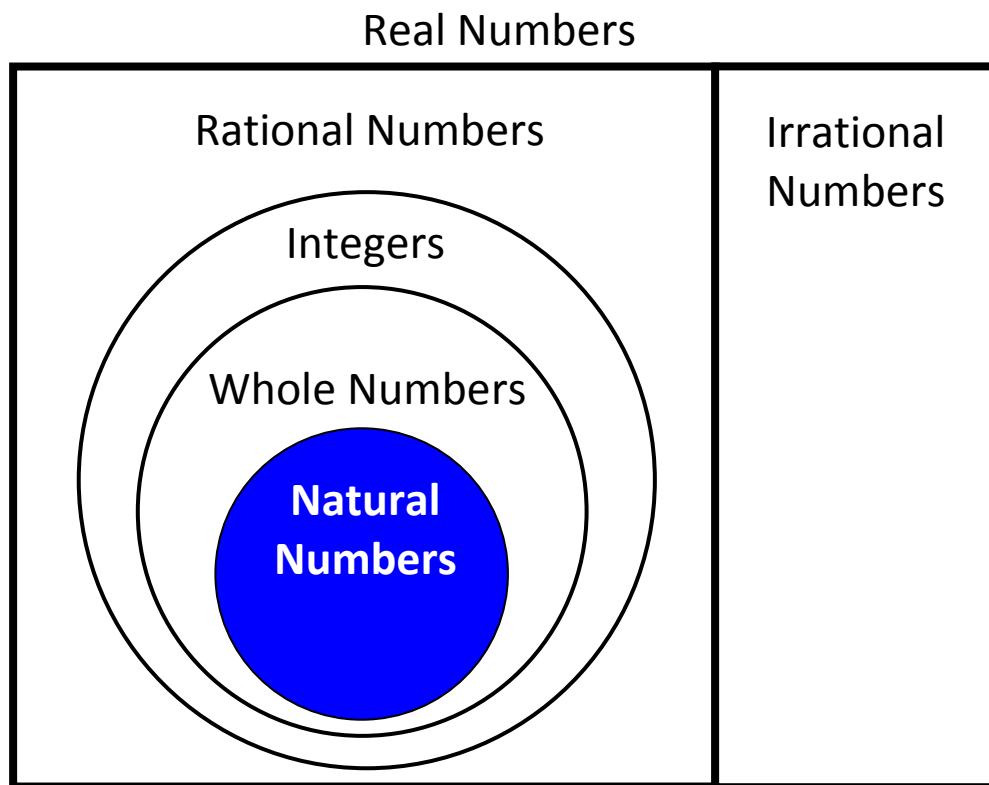 Real Numbers
Rational Numbers
Irrational
Numbers
Integers
Whole Numbers
Natural
Numbers